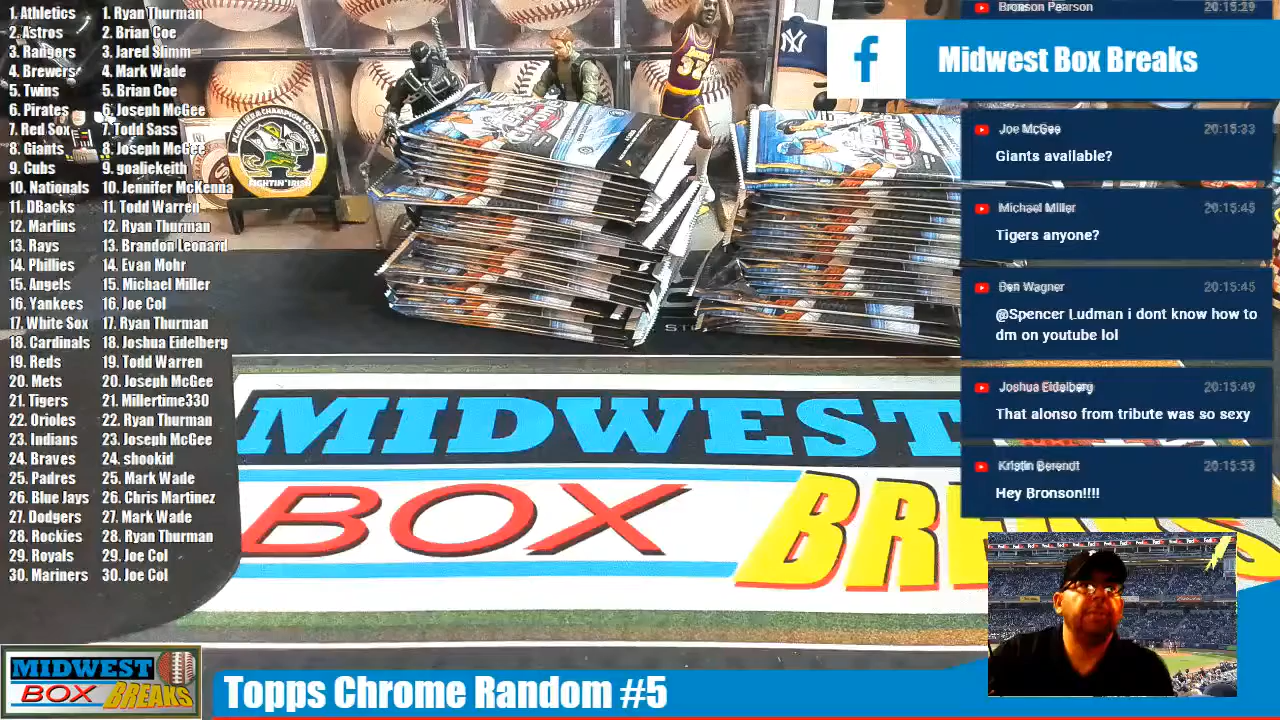 1. Athletics 1. Ryan Thurman
2. Astros 2. Brian Coe
3. Rangers 3. Jared Slimm
4. Brewers 4. Mark Wade
5. Twins 5. Brian Coe
6. Pirates 6. Joseph McGee
7. Red Sox 7. Todd Sass
8. Giants 8. Joseph McGee
9. Cubs 9. goaliekeith
10. Nationals 10. Jennifer McKenna
11. DBacks 11. Todd Warren
12. Marlins 12. Ryan Thurman
13. Rays 13. Brandon Leonard
14. Phillies 14. Evan Mohr
15. Angels 15. Michael Miller
16. Yankees 16. Joe Col
17. White Sox 17. Ryan Thurman
18. Cardinals 18. Joshua Eidelberg
19. Reds 19. Todd Warren
20. Mets 20. Joseph McGee
21. Tigers 21. Millertime330
22. Orioles 22. Ryan Thurman
23. Indians 23. Joseph McGee
24. Braves 24. shookid
25. Padres 25. Mark Wade
26. Blue Jays 26. Chris Martinez
27. Dodgers 27. Mark Wade
28. Rockies 28. Ryan Thurman
29. Royals 29. Joe Col
30. Mariners 30. Joe Col
FIGHTIN' IRISH
Midwest Box Breaks
Bronson Pearson 20:15:29
Joe McGee 20:15:33
Giants available?
Michael Miller 20:15:45
Tigers anyone?
Ben Wagner 20:15:45
@Spencer Ludman i dont know how to
dm on youtube lol
Joshua Eidelberg 20:15:49
That alonso from tribute was so sexy
Kristin Berendt 20:15:53
Hey Bronson!!!!
MIDWEST
BOX BRE
MIDWEST
BOX BREAKS
Topps Chrome Random #5